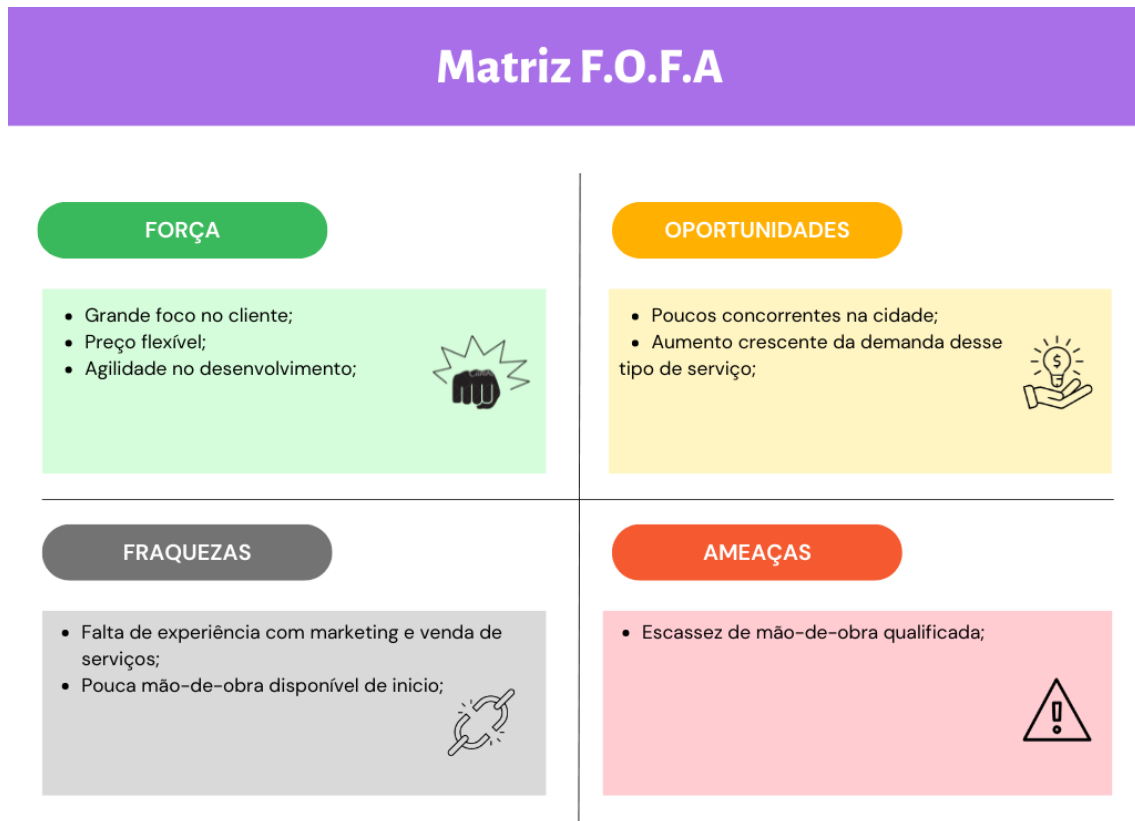 Matriz F.O.F.A
FORÇA
• Grande foco no cliente;
• Preço flexível;
• Agilidade no desenvolvimento;
OPORTUNIDADES
• Poucos concorrentes na cidade;
• Aumento crescente da demanda desse
tipo de serviço;
$
FRAQUEZAS
• Falta de experiência com marketing e venda de
serviços;
• Pouca mão-de-obra disponível de inicio;
AMEAÇAS
• Escassez de mão-de-obra qualificada;
!